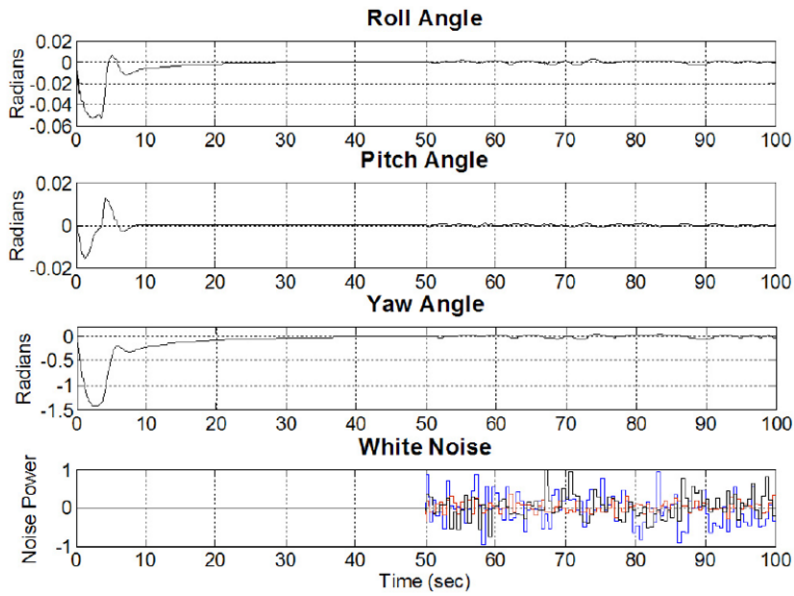 Roll Angle
Radians
0.02
0
-0.02
-0.04
-0.06
0 10 20 30 40 50 60 70 80 90 100
Pitch Angle
Radians
0.02
0
-0.02
0 10 20 30 40 50 60 70 80 90 100
Yaw Angle
Radians
0
-0.5
-1
-1.5
0 10 20 30 40 50 60 70 80 90 100
White Noise
Noise Power
1
0
-1
0 10 20 30 40 50 60 70 80 90 100
Time (sec)